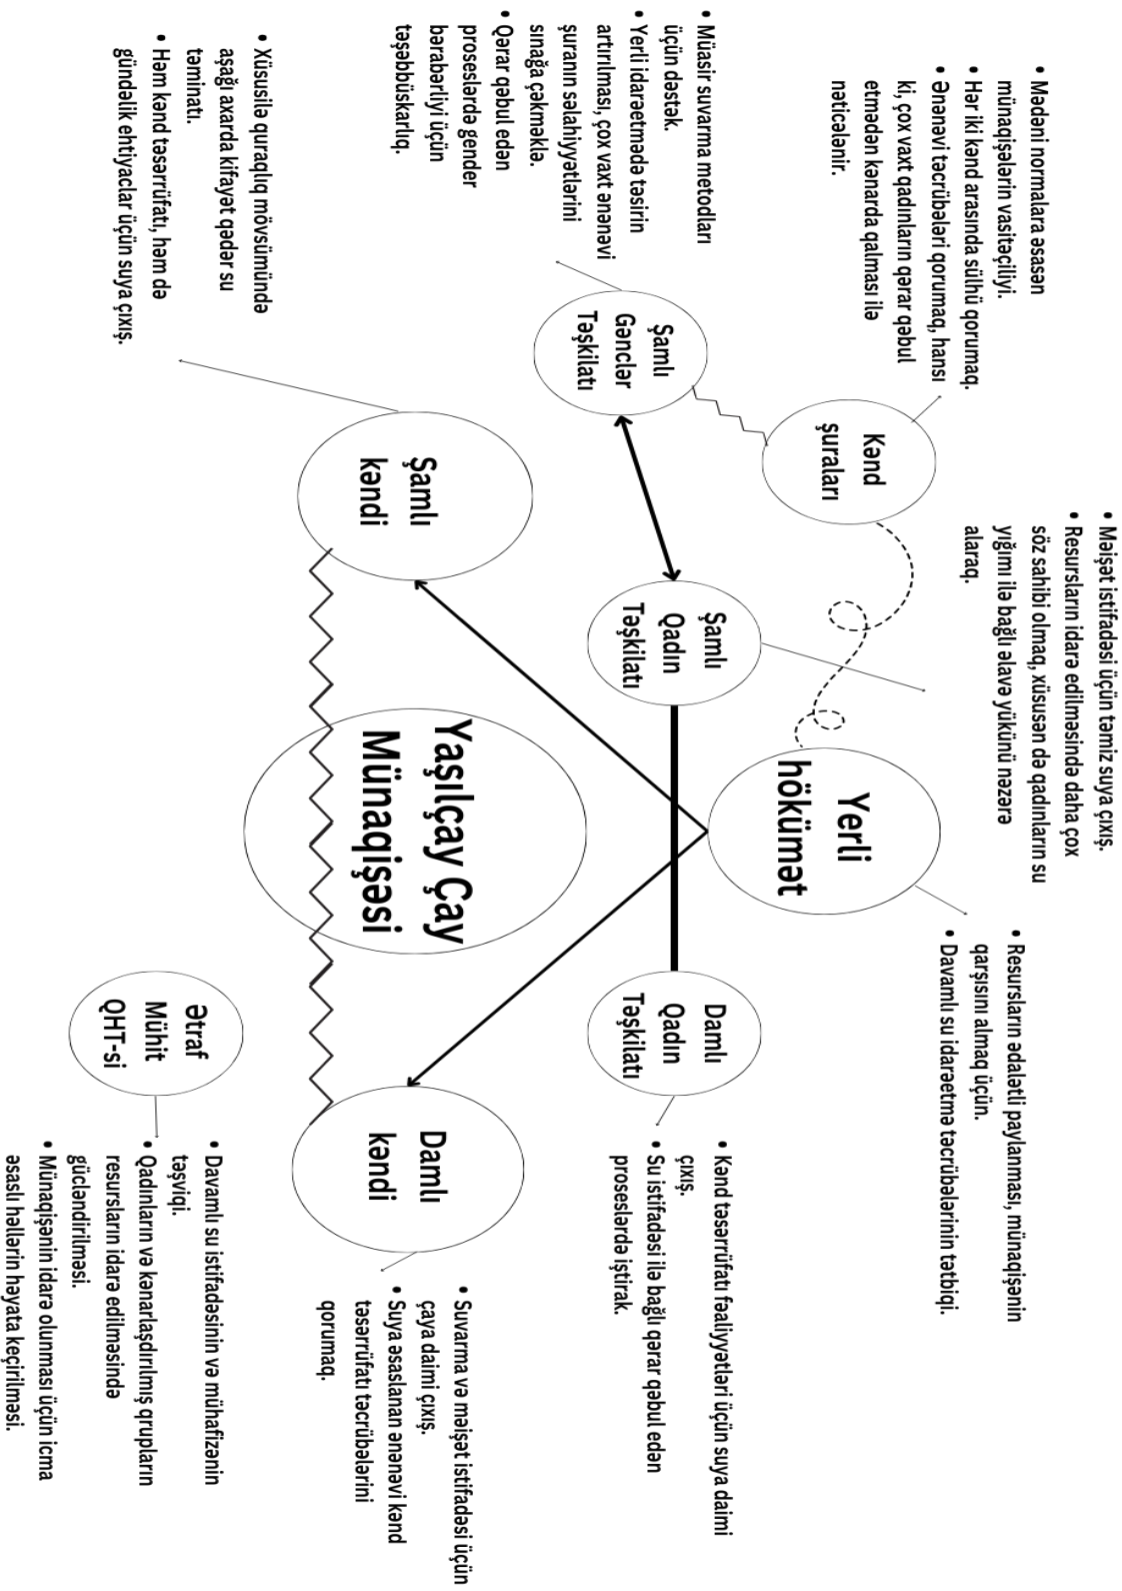 • Məişət istifadəsi üçün təmiz suya çıxış.
• Resursların idarə edilməsində daha çox
söz sahibi olmaq, xüsusən də qadınların su
yığımı ilə bağlı əlavə yükünü nəzərə
alaraq.
• Mədəni normalara əsasən
münaqişələrin vasitəçiliyi.
• Hər iki kənd arasında sülhü qorumaq.
• Ənənəvi təcrübələri qorumaq, hansı
ki, çox vaxt qadınların qərar qəbul
etmədən kənarda qalması ilə
nəticələnir.
• Resursların ədalətli paylanması, münaqişənin
qarşısını almaq üçün.
• Davamlı su idarəetmə təcrübələrinin tətbiqi.
Kənd
şuraları
Yerli
hökümət
• Müasir suvarma metodları
üçün dəstək.
• Yerli idarəetmədə təsirin
artırılması, çox vaxt ənənəvi
şuranın səlahiyyətlərini
sınağa çəkməklə.
• Qərar qəbul edən
proseslərdə gender
bərabərliyi üçün
təşəbbüskarlıq.
Şamlı
Gənclər
Təşkilatı
Şamlı
Qadın
Təşkilatı
Damlı
Qadın
Təşkilatı
• Kənd təsərrüfatı fəaliyyətləri üçün suya daimi
çıxış.
• Su istifadəsi ilə bağlı qərar qəbul edən
proseslərdə iştirak.
Şamlı
kəndi
Yaşılçay Çay
Münaqişəsi
Damlı
kəndi
• Suvarma və məişət istifadəsi üçün
çaya daimi çıxış.
• Suya əsaslanan ənənəvi kənd
təsərrüfatı təcrübələrini
qorumaq.
• Xüsusilə quraqlıq mövsümündə
aşağı axarda kifayət qədər su
təminatı.
• Həm kənd təsərrüfatı, həm də
gündəlik ehtiyaclar üçün suya çıxış.
Ətraf
Mühit
QHT-si
• Davamlı su istifadəsinin və mühafizənin
təşviqi.
• Qadınların və kənarlaşdırılmış qrupların
resursların idarə edilməsində
gücləndirilməsi.
• Münaqişənin idarə olunması üçün icma
əsaslı həllərin həyata keçirilməsi.